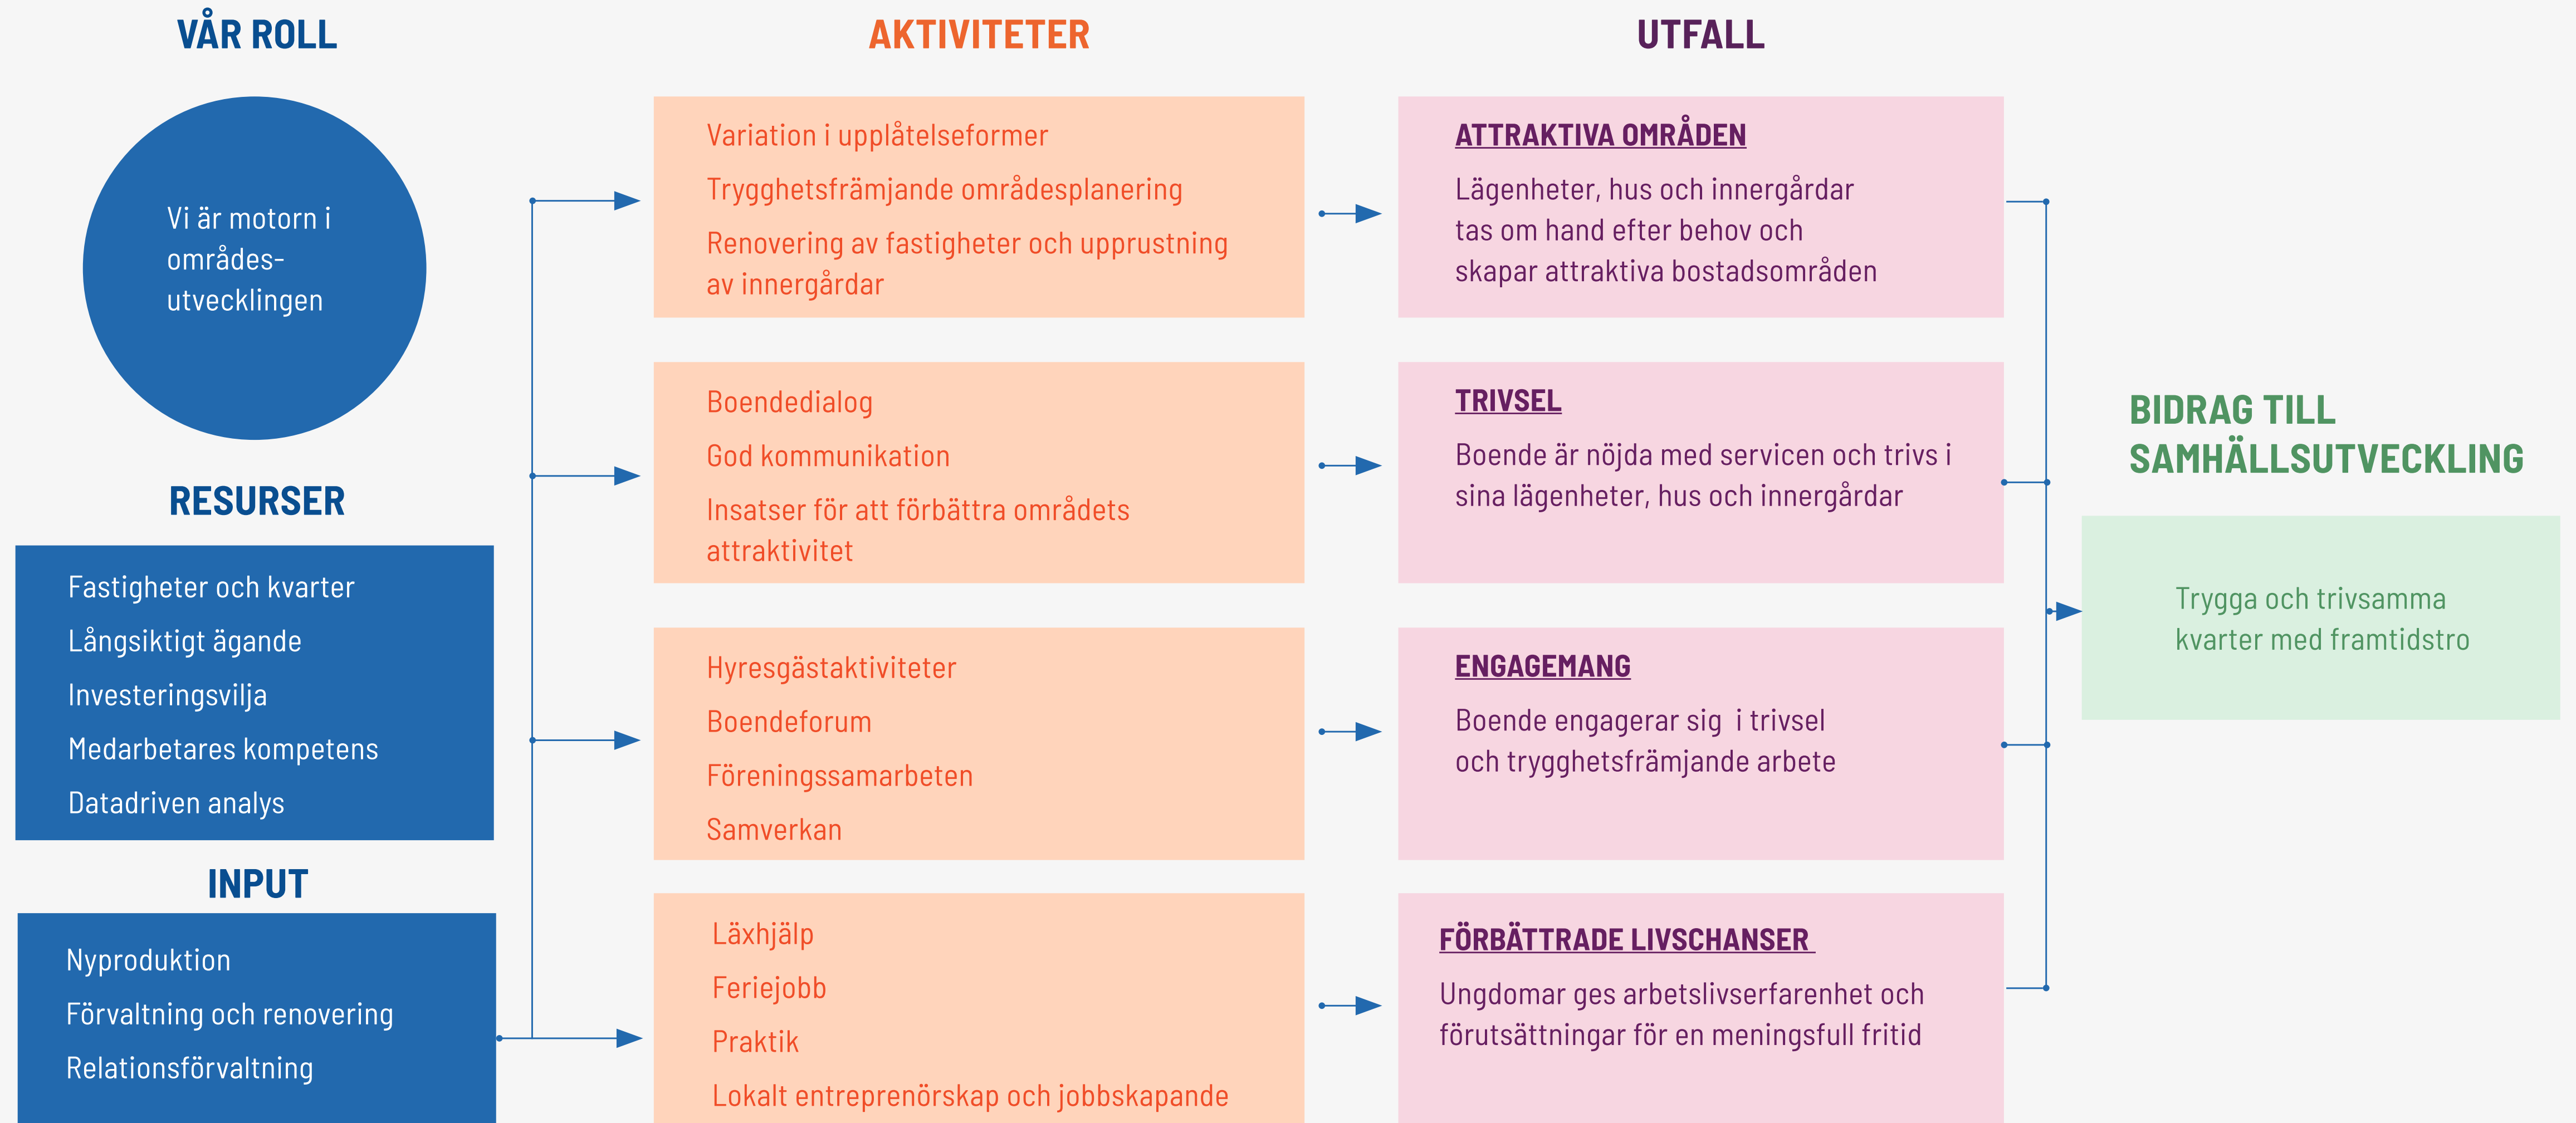 VÅR ROLL
Vi är motorn i
områdes-
utvecklingen
RESURSER
Fastigheter och kvarter
Långsiktigt ägande
Investeringsvilja
Medarbetares kompetens
Datadriven analys
INPUT
Nyproduktion
Förvaltning och renovering
Relationsförvaltning
AKTIVITETER
Variation i upplåtelseformer
Trygghetsfrämjande områdesplanering
Renovering av fastigheter och upprustning
av innergårdar
Boendedialog
God kommunikation
Insatser för att förbättra områdets
attraktivitet
Hyresgästaktiviteter
Boendeforum
Föreningssamarbeten
Samverkan
Läxhjälp
Feriejobb
Praktik
Lokalt entreprenörskap och jobbskapande
UTFALL
ATTRAKTIVA OMRÅDEN
Lägenheter, hus och innergårdar
tas om hand efter behov och
skapar attraktiva bostadsområden
TRIVSEL
Boende är nöjda med servicen och trivs i
sina lägenheter, hus och innergårdar
ENGAGEMANG
Boende engagerar sig i trivsel
och trygghetsfrämjande arbete
FÖRBÄTTRADE LIVSCHANSER
Ungdomar ges arbetslivserfarenhet och
förutsättningar för en meningsfull fritid
BIDRAG TILL
SAMHÄLLSUTVECKLING
Trygga och trivsamma
kvarter med framtidstro